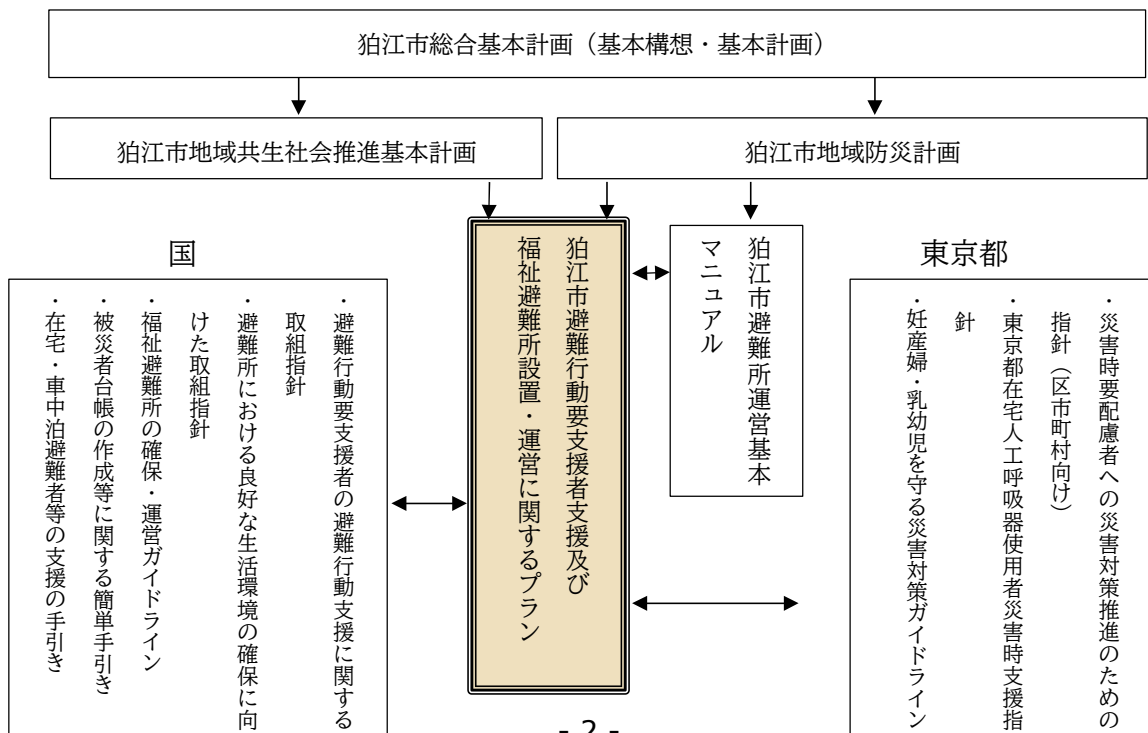 狛江市総合基本計画（基本構想・基本計画）
狛江市地域共生社会推進基本計画
狛江市地域防災計画
狛江市避難行動要支援者支援及び
福祉避難所設置・運営に関するプラン
狛江市避難所運営基本
マニュアル
国
・避難行動要支援者の避難行動支援に関する
取組指針
・避難所における良好な生活環境の確保に向
けた取組指針
・福祉避難所の確保・運営ガイドライン
・被災者台帳の作成等に関する簡単手引き
・在宅・車中泊避難者等の支援の手引き
東京都
・災害時要配慮者への災害対策推進のための
指針（区市町村向け）
東京都在宅人工呼吸器使用者災害時支援指
・針
・妊産婦・乳幼児を守る災害対策ガイドライン
- 2 -